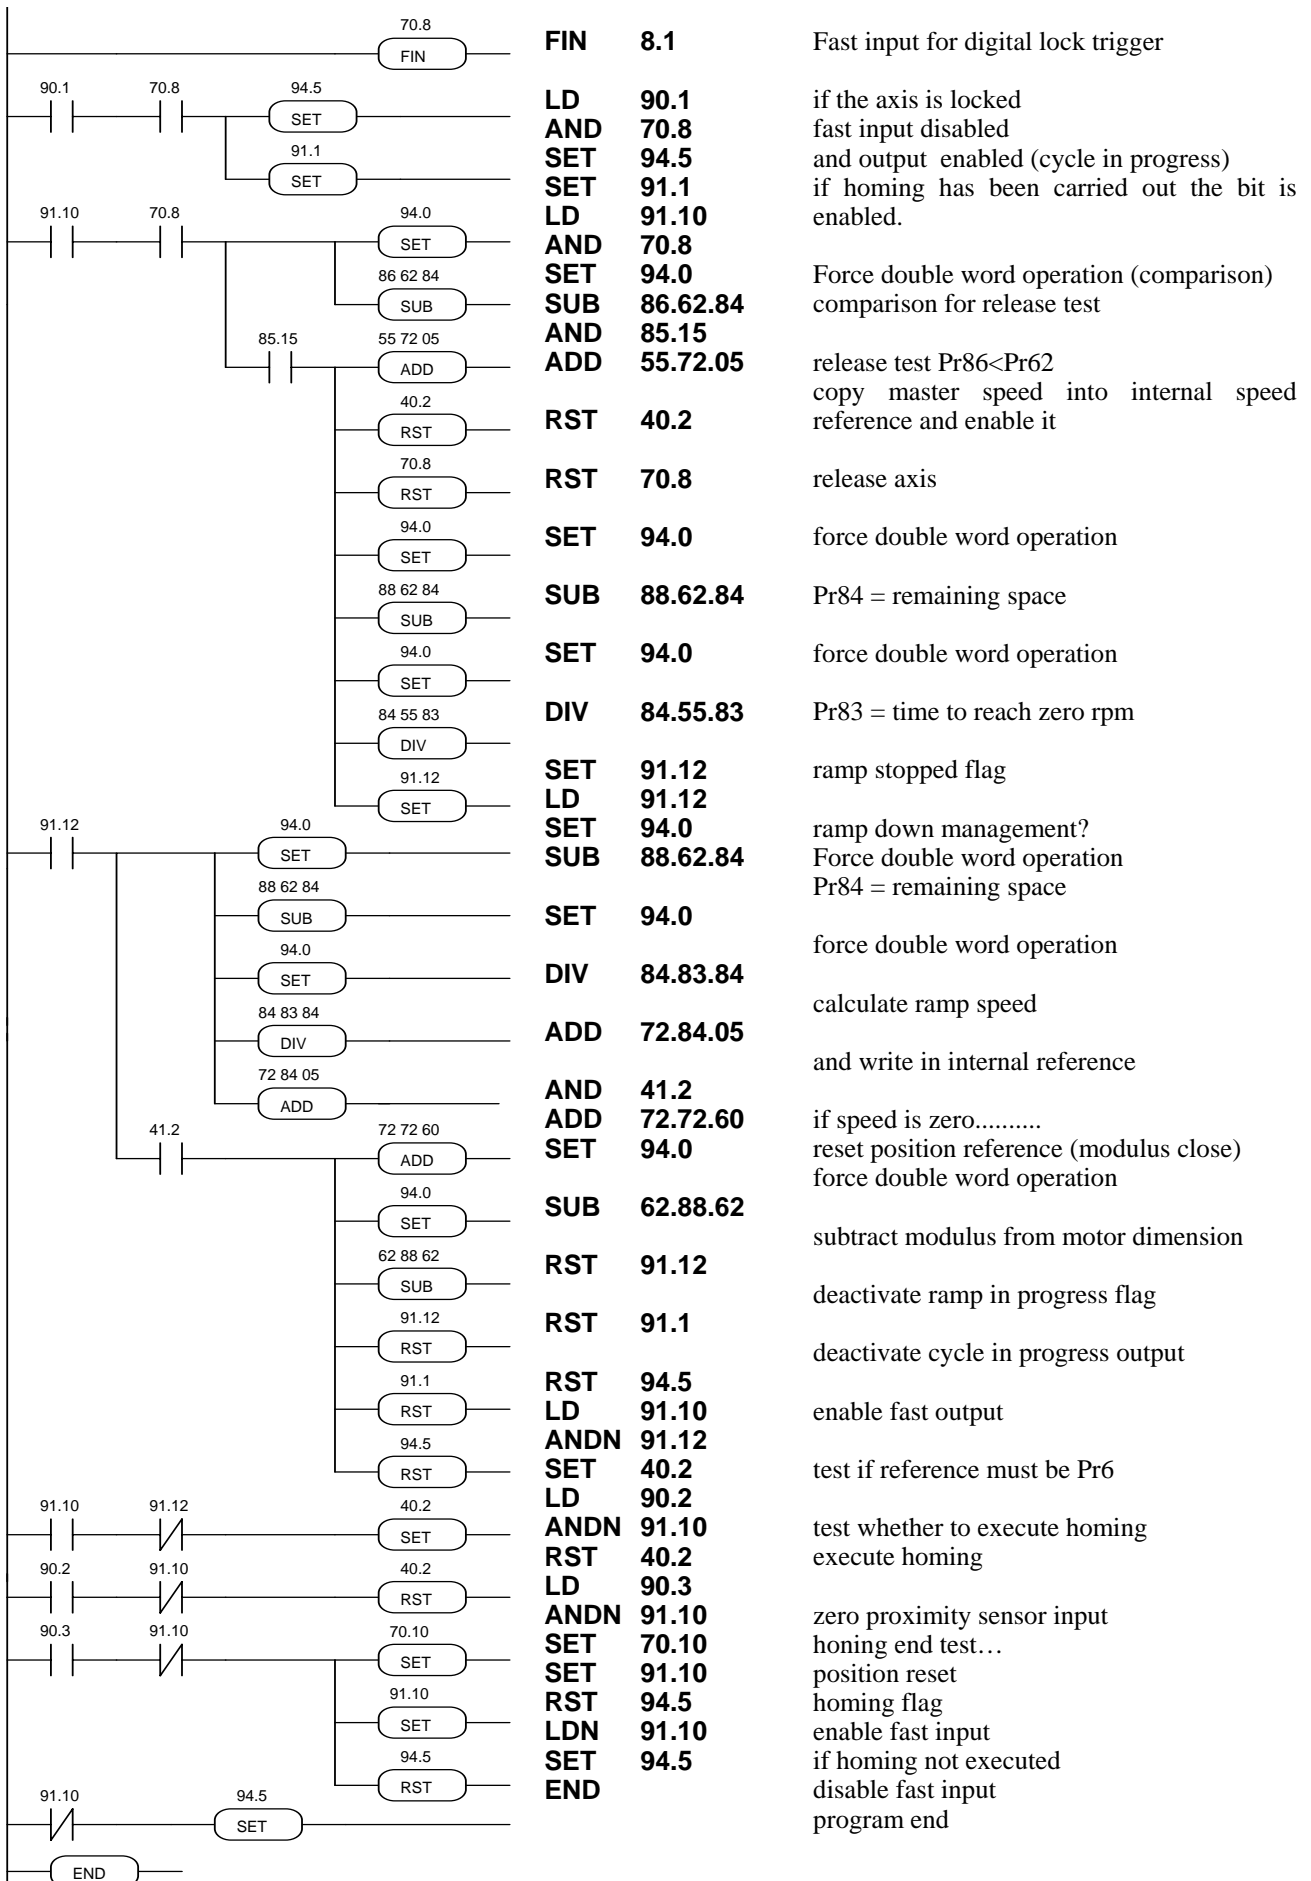 70.8
FIN
FIN 8.1 Fast input for digital lock trigger
90.1 70.8 94.5
SET
LD 90.1 if the axis is locked
AND 70.8 fast input disabled
91.1
SET
SET 94.5 and output enabled (cycle in progress)
SET 91.1 if homing has been carried out the bit is
91.10 70.8 94.0
SET
LD 91.10 enabled.
AND 70.8
86 62 84
SUB
SET 94.0 Force double word operation (comparison)
SUB 86.62.84 comparison for release test
85.15 55 72 05
ADD
AND 85.15
ADD 55.72.05 release test Pr86<Pr62
copy master speed into internal speed
40.2
RST
RST 40.2 reference and enable it
70.8
RST
RST 70.8 release axis
94.0
SET
SET 94.0 force double word operation
88 62 84
SUB
SUB 88.62.84 Pr84 = remaining space
94.0
SET
SET 94.0 force double word operation
84 55 83
DIV
DIV 84.55.83 Pr83 = time to reach zero rpm
91.12
SET
SET 91.12 ramp stopped flag
LD 91.12
91.12 94.0
SET
SET 94.0 ramp down management?
SUB 88.62.84 Force double word operation
Pr84 = remaining space
88 62 84
SUB
SET 94.0
force double word operation
94.0
SET
DIV 84.83.84
calculate ramp speed
84 83 84
DIV
ADD 72.84.05
and write in internal reference
72 84 05
ADD
AND 41.2
ADD 72.72.60 if speed is zero..........
41.2 72 72 60
ADD
SET 94.0 reset position reference (modulus close)
force double word operation
94.0
SET
SUB 62.88.62
subtract modulus from motor dimension
62 88 62
SUB
RST 91.12
deactivate ramp in progress flag
91.12
RST
RST 91.1
deactivate cycle in progress output
91.1
RST
RST 94.5
LD 91.10 enable fast output
94.5
RST
ANDN 91.12
SET 40.2 test if reference must be Pr6
91.10 91.12 40.2
SET
LD 90.2
ANDN 91.10 test whether to execute homing
RST 40.2 execute homing
90.2 91.10 40.2
RST
LD 90.3
ANDN 91.10 zero proximity sensor input
90.3 91.10 70.10
SET
SET 70.10 honing end test…
SET 91.10 position reset
91.10
SET
RST 94.5 homing flag
LDN 91.10 enable fast input
94.5
RST
SET 94.5 if homing not executed
END disable fast input
91.10 94.5
SET
program end
END